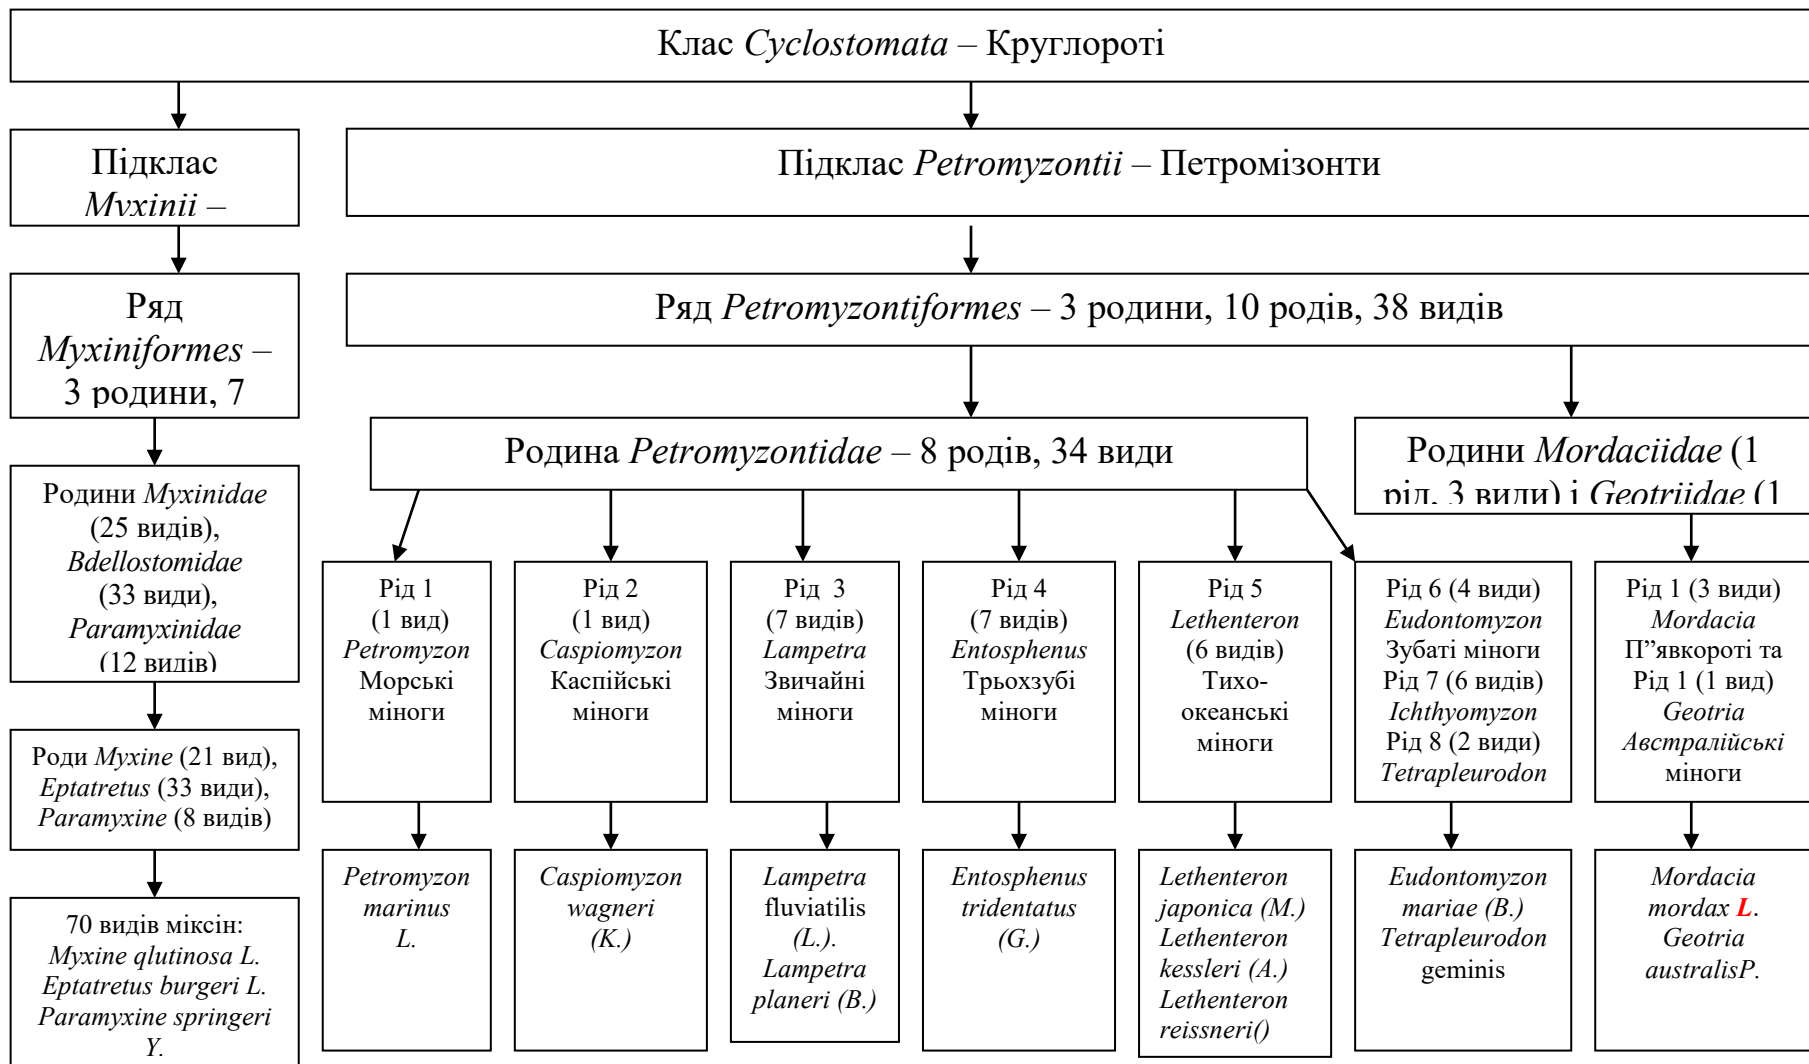 Клас Cyclostomata – Круглороті
Підклас
Myxinii –
Підклас Petromyzontii – Петромізонти
Ряд
Myxiniformes –
3 родини, 7
Ряд Petromyzontiformes – 3 родини, 10 родів, 38 видів
Родина Petromyzontidae – 8 родів, 34 види
Родини Mordaciidae (1
рід, 3 види) і Geotriidae (1
Родини Myxinidae
(25 видів),
Bdellostomidae
(33 види),
Paramyxinidae
(12 видів)
Рід 1
(1 вид)
Petromyzon
Морські
міноги
Рід 2
(1 вид)
Caspiomyzon
Каспійські
міноги
Рід 3
(7 видів)
Lampetra
Звичайні
міноги
Рід 4
(7 видів)
Entosphenus
Трьохзубі
міноги
Рід 5
Lethenteron
(6 видів)
Тихо-
океанські
міноги
Рід 6 (4 види)
Eudontomyzon
Зубаті міноги
Рід 7 (6 видів)
Ichthyomyzon
Рід 8 (2 види)
Tetrapleurodon
Рід 1 (3 види)
Mordacia
П”явкороті та
Рід 1 (1 вид)
Geotria
Австралійські
міноги
Роди Myxine (21 вид),
Eptatretus (33 види),
Paramyxine (8 видів)
70 видів міксін:
Myxine qlutinosa L.
Eptatretus burgeri L.
Paramyxine springeri
Y.
Petromyzon
marinus
L.
Caspiomyzon
wagneri
(K.)
Lampetra
fluviatilis
(L.).
Lampetra
planeri (B.)
Entosphenus
tridentatus
(G.)
Lethenteron
japonica (M.)
Lethenteron
kessleri (A.)
Lethenteron
reissneri()
Eudontomyzon
mariae (B.)
Tetrapleurodon
geminis
Mordacia
mordax L.
Geotria
australisP.